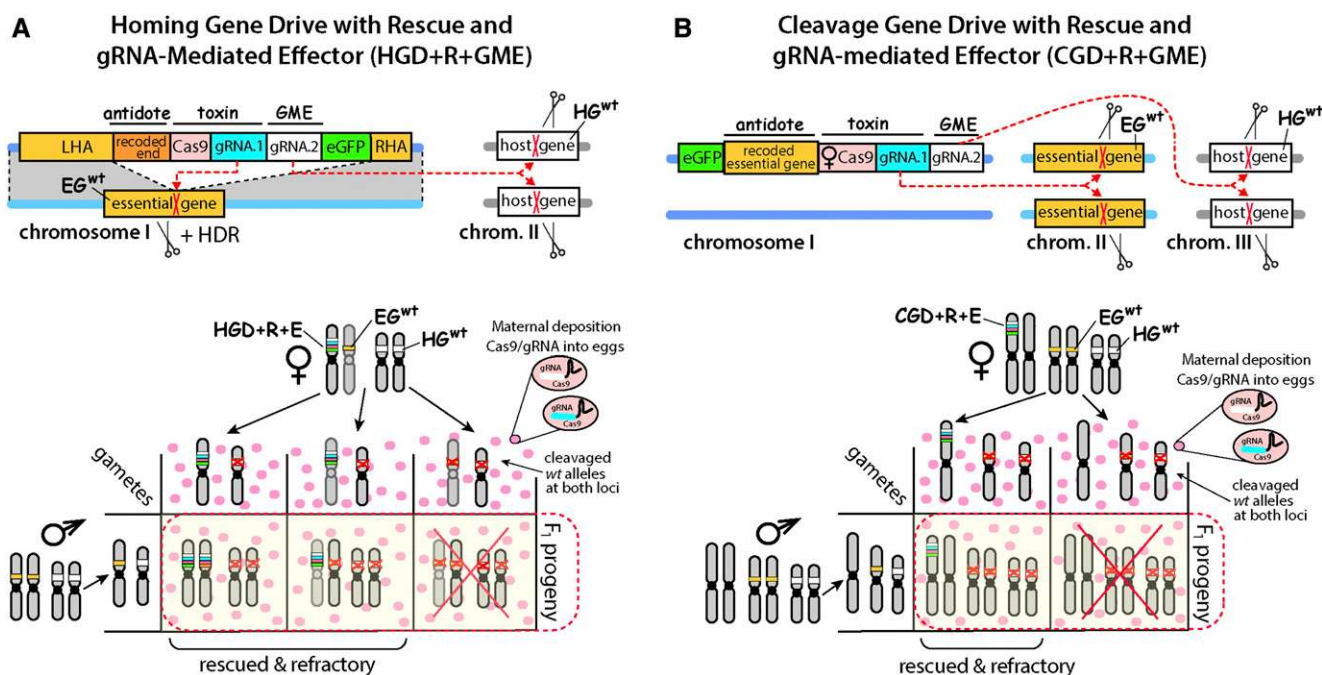 A
Homing Gene Drive with Rescue and
gRNA-Mediated Effector (HGD+R+GME)
antidote toxin GME
LHA recoded end Cas9 gRNA.1 gRNA.2 eGFP RHA
HG^wt
host gene
EG^wt
essential gene
host gene
chromosome I + HDR
chrom. II
HGD+R+E
EG^wt
HG^wt
♀
Maternal deposition
Cas9/gRNA into eggs
gRNA
Cas9
gRNA
Cas9
gametes
cleavaged
wt alleles
at both loci
♂
F₁ progeny
rescued & refractory
B
Cleavage Gene Drive with Rescue and
gRNA-mediated Effector (CGD+R+GME)
antidote toxin GME
eGFP recoded essential gene ♀Cas9 gRNA.1 gRNA.2
EG^wt
HG^wt
essential gene
host gene
essential gene
host gene
chromosome I
chrom. II
chrom. III
CGD+R+E
EG^wt
HG^wt
♀
Maternal deposition
Cas9/gRNA into eggs
gRNA
Cas9
gRNA
Cas9
gametes
cleavaged
wt alleles
at both loci
♂
F₁ progeny
rescued & refractory